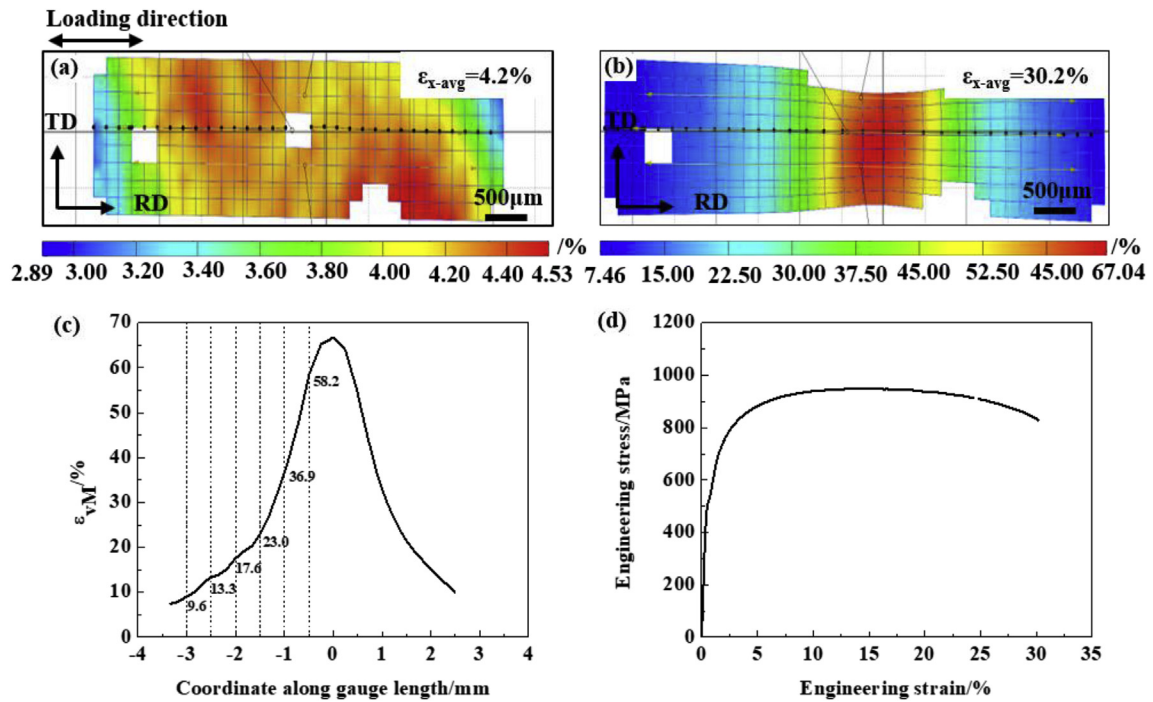 Loading direction
(a)
εx-avg=4.2%
TD
RD
500μm
/%
2.89 3.00 3.20 3.40 3.60 3.80 4.00 4.20 4.40 4.53
(b)
εx-avg=30.2%
TD
RD
500μm
/%
7.46 15.00 22.50 30.00 37.50 45.00 52.50 45.00 67.04
(c)
70
60
50
40
30
20
10
0
εvM/%
58.2
36.9
23.0
17.6
13.3
9.6
-4 -3 -2 -1 0 1 2 3 4
Coordinate along gauge length/mm
(d)
1200
1000
800
600
400
200
0
Engineering stress/MPa
0 5 10 15 20 25 30 35
Engineering strain/%